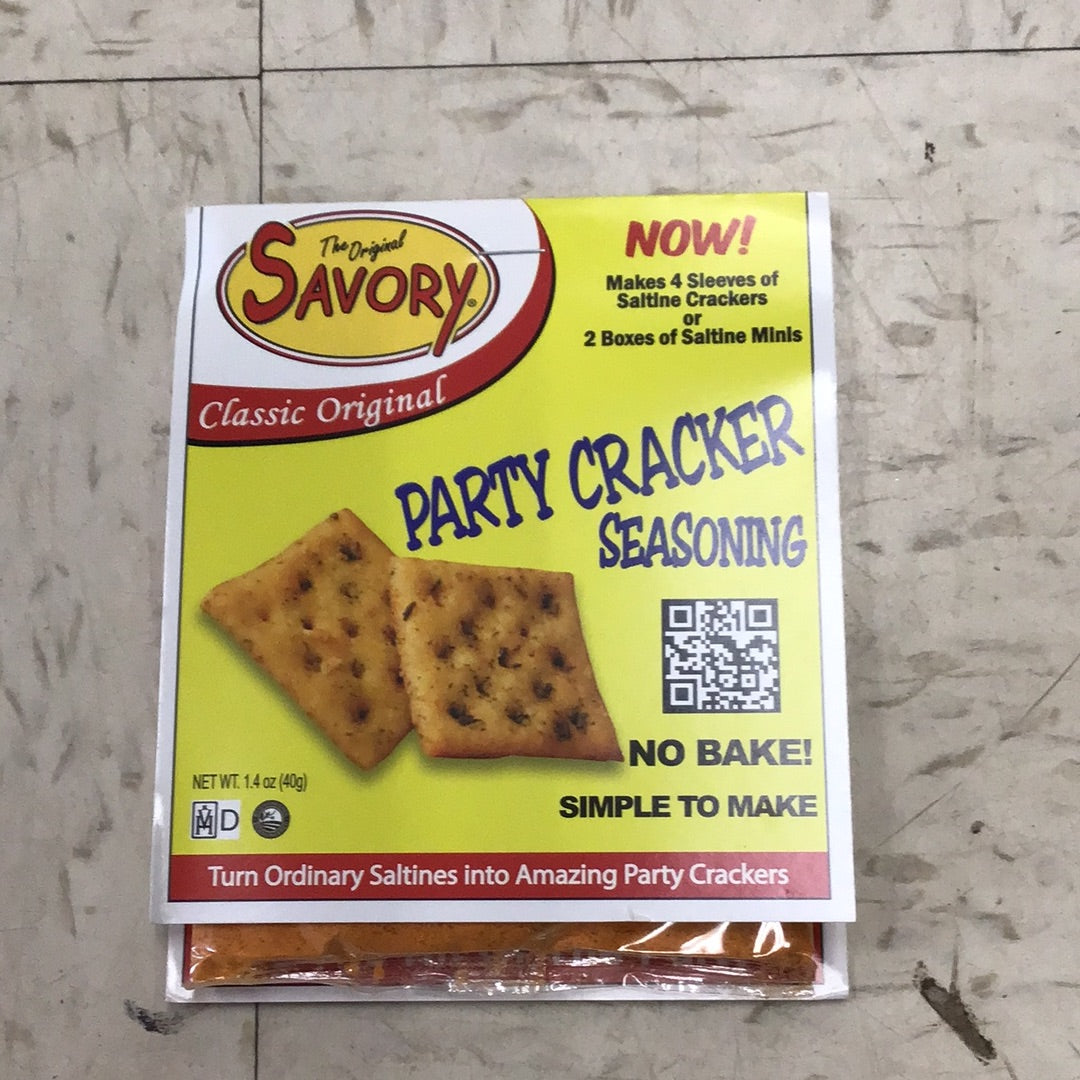 The Original
SAVORY®
Classic Original
NOW!
Makes 4 Sleeves of
Saltine Crackers
or
2 Boxes of Saltine Minis
PARTY CRACKER
SEASONING
NO BAKE!
SIMPLE TO MAKE
NET WT. 1.4 oz (40g)
D
Turn Ordinary Saltines into Amazing Party Crackers